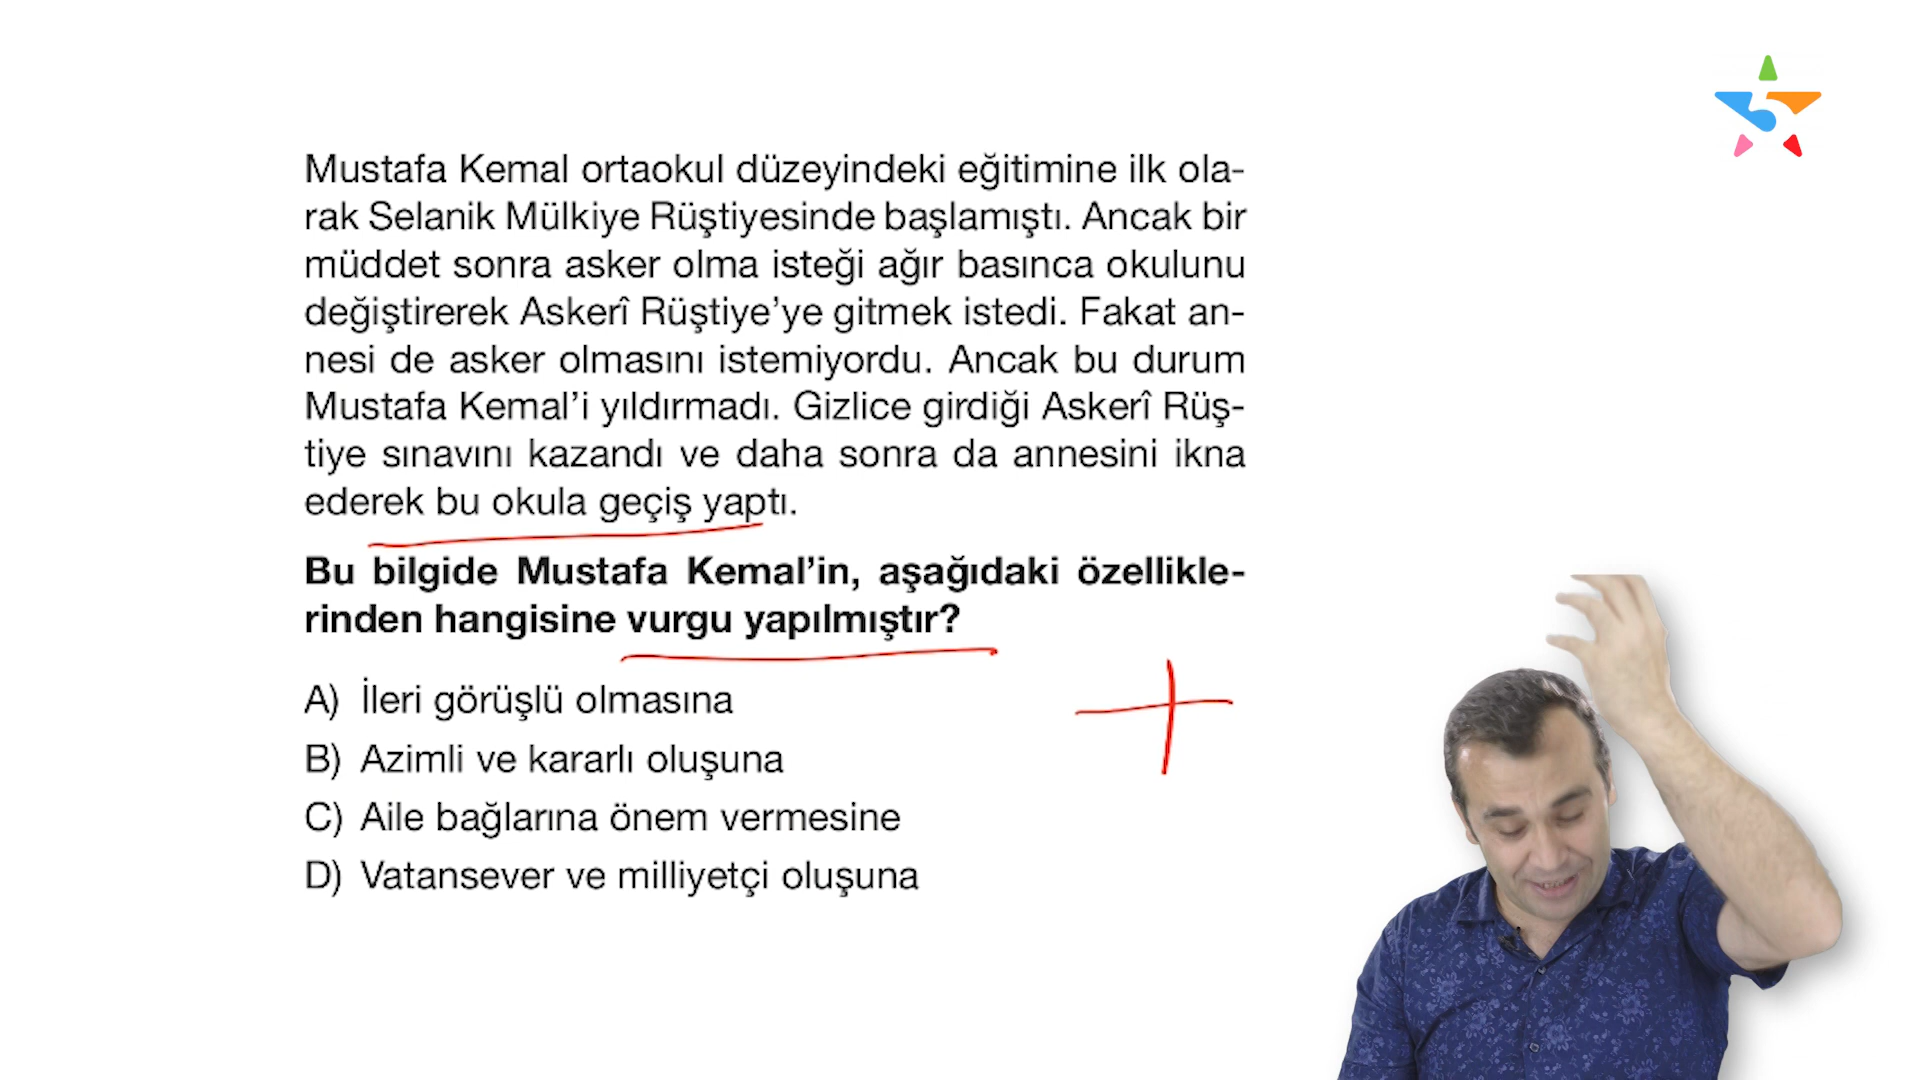 Mustafa Kemal ortaokul düzeyindeki eğitimine ilk ola-
rak Selanik Mülkiye Rüştiyesinde başlamıştı. Ancak bir
müddet sonra asker olma isteği ağır basınca okulunu
değiştirerek Askerî Rüştiye’ye gitmek istedi. Fakat an-
nesi de asker olmasını istemiyordu. Ancak bu durum
Mustafa Kemal’i yıldırmadı. Gizlice girdiği Askerî Rüş-
tiye sınavını kazandı ve daha sonra da annesini ikna
ederek bu okula geçiş yaptı.
Bu bilgide Mustafa Kemal’in, aşağıdaki özellikle-
rinden hangisine vurgu yapılmıştır?
A) İleri görüşlü olmasına
B) Azimli ve kararlı oluşuna
C) Aile bağlarına önem vermesine
D) Vatansever ve milliyetçi oluşuna
5